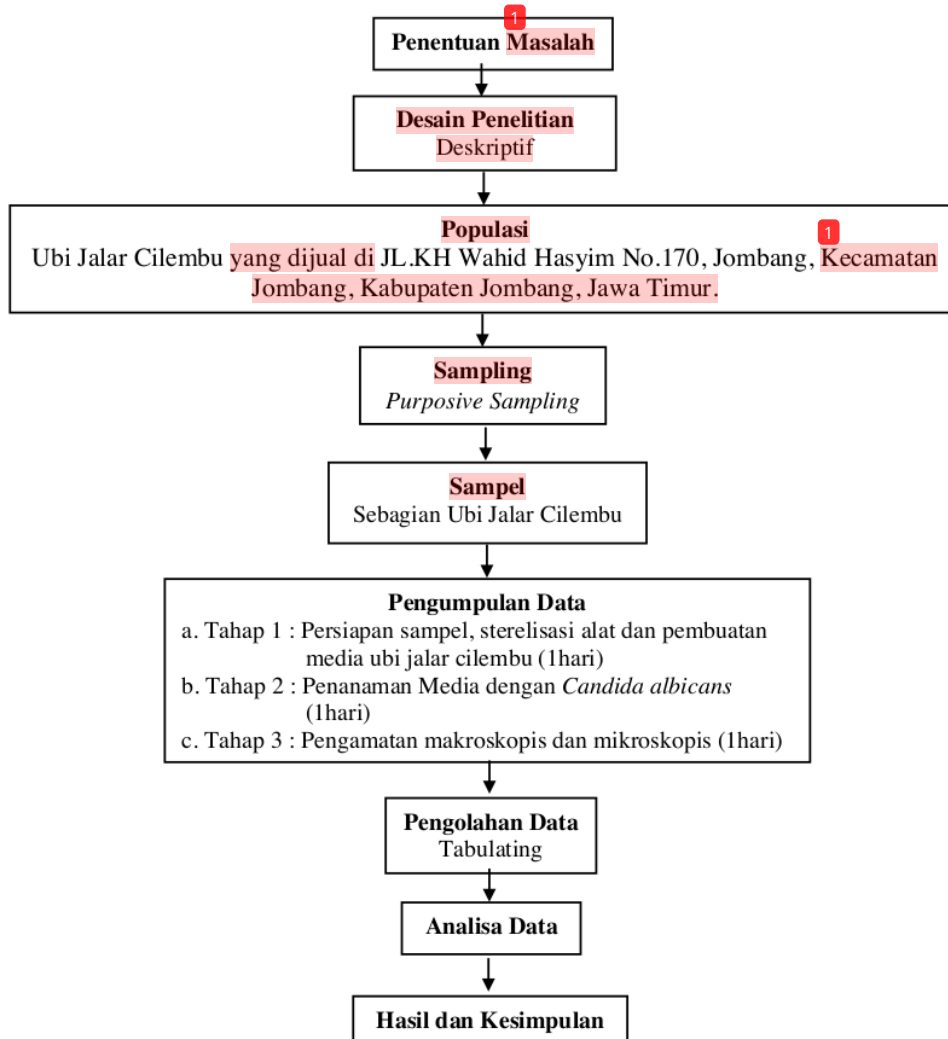 1
Penentuan Masalah
Desain Penelitian
Deskriptif
Populasi
1
Ubi Jalar Cilembu yang dijual di JL.KH Wahid Hasyim No.170, Jombang, Kecamatan
Jombang, Kabupaten Jombang, Jawa Timur.
Sampling
Purposive Sampling
Sampel
Sebagian Ubi Jalar Cilembu
Pengumpulan Data
a. Tahap 1 : Persiapan sampel, sterelisasi alat dan pembuatan
media ubi jalar cilembu (1hari)
b. Tahap 2 : Penanaman Media dengan Candida albicans
(1hari)
c. Tahap 3 : Pengamatan makroskopis dan mikroskopis (1hari)
Pengolahan Data
Tabulating
Analisa Data
Hasil dan Kesimpulan